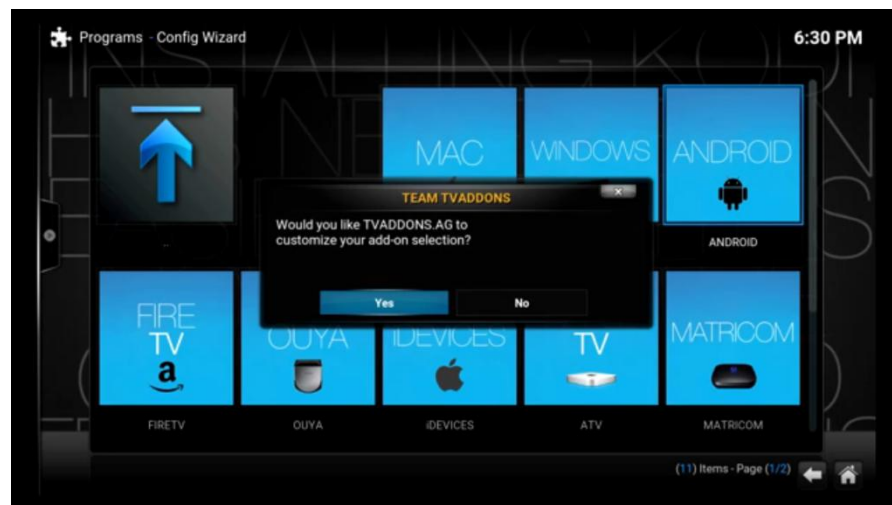 Programs - Config Wizard
6:30 PM
MAC
WINDOWS
ANDROID
TEAM TVADDONS
Would you like TVADDONS.AG to
customize your add-on selection?
..
ANDROID
Yes
No
FIRE
TV
a
OUYA
iDEVICES
TV
MATRICOM
FIRETV
OUYA
iDEVICES
ATV
MATRICOM
(11) Items - Page (1/2)